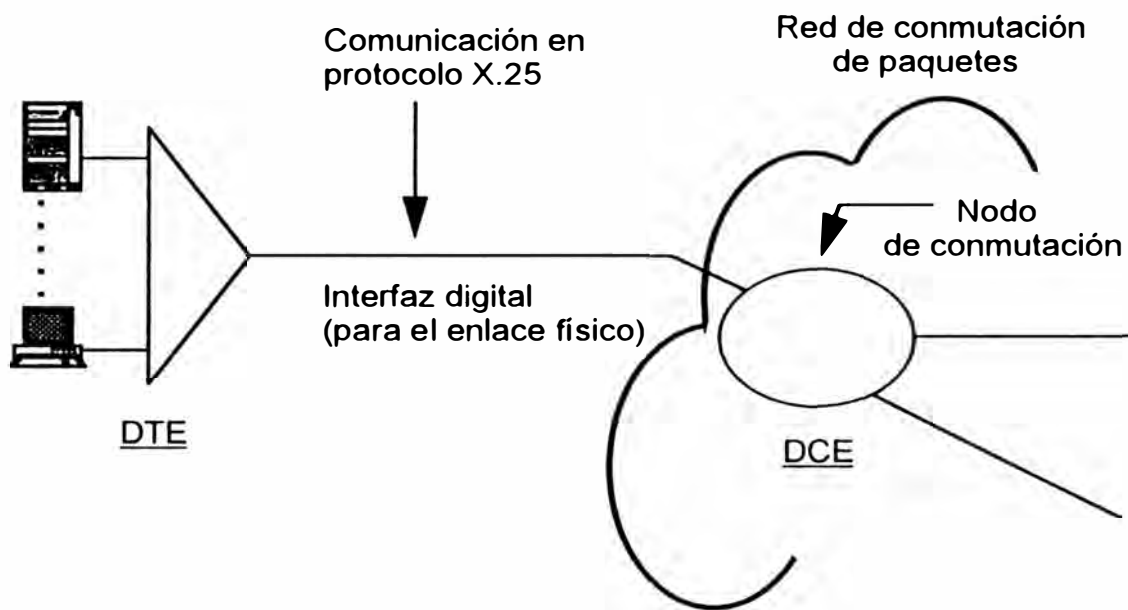 Comunicación en
protocolo X.25
Red de conmutación
de paquetes
Nodo
de conmutación
Interfaz digital
(para el enlace físico)
DTE
DCE